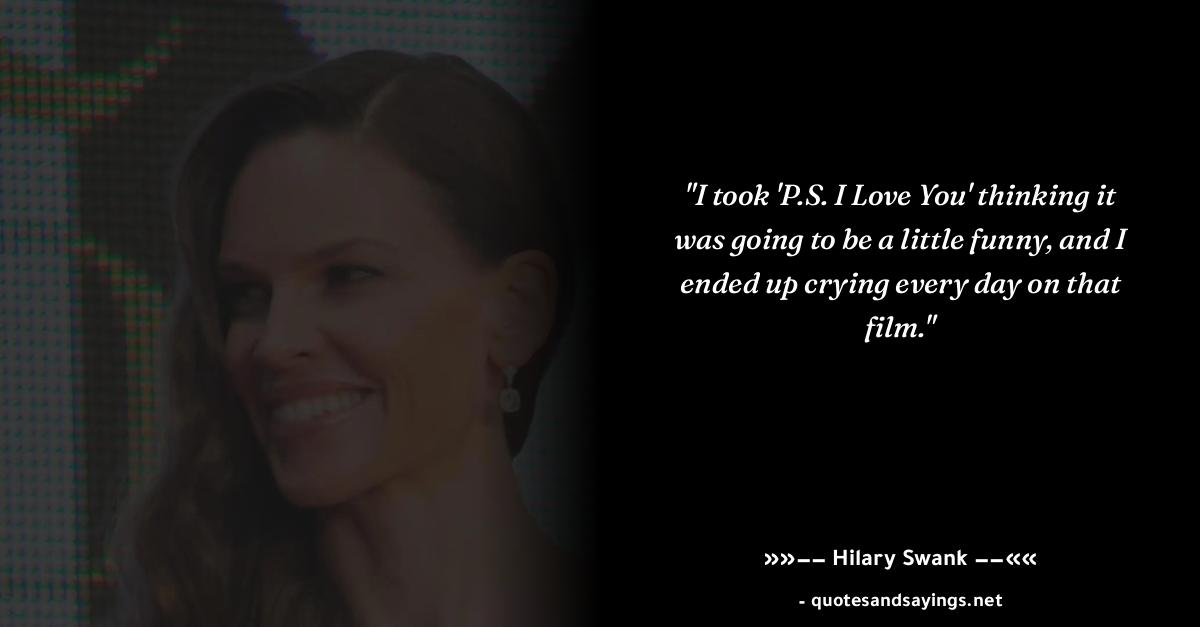 "I took 'P.S. I Love You' thinking it
was going to be a little funny, and I
ended up crying every day on that
film."
»»—— Hilary Swank ——««
- quotesandsayings.net